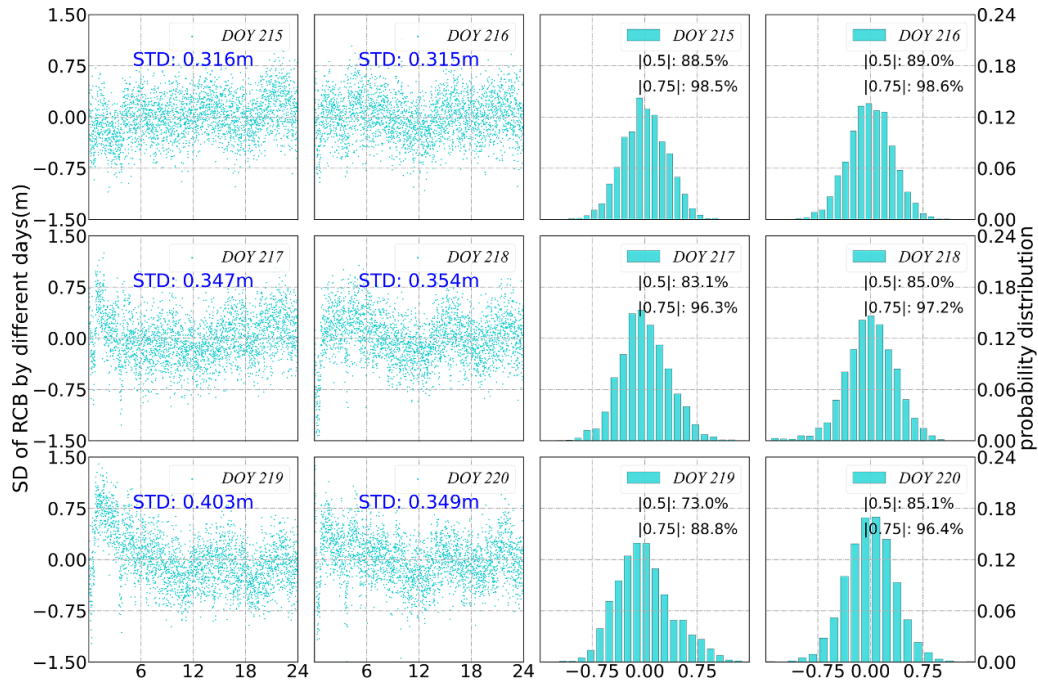 SD of RCB by different days(m)
1.50
0.75
0.00
−0.75
−1.50
DOY 215
STD: 0.316m
DOY 216
STD: 0.315m
DOY 215
|0.5|: 88.5%
|0.75|: 98.5%
DOY 216
|0.5|: 89.0%
|0.75|: 98.6%
0.24
0.18
0.12
0.06
0.00
1.50
0.75
0.00
−0.75
−1.50
DOY 217
STD: 0.347m
DOY 218
STD: 0.354m
DOY 217
|0.5|: 83.1%
|0.75|: 96.3%
DOY 218
|0.5|: 85.0%
|0.75|: 97.2%
0.24
0.18
0.12
0.06
0.00
probability distribution
1.50
0.75
0.00
−0.75
−1.50
DOY 219
STD: 0.403m
DOY 220
STD: 0.349m
DOY 219
|0.5|: 73.0%
|0.75|: 88.8%
DOY 220
|0.5|: 85.1%
|0.75|: 96.4%
0.24
0.18
0.12
0.06
0.00
6 12 18 24
6 12 18 24
−0.75 0.00 0.75
−0.75 0.00 0.75